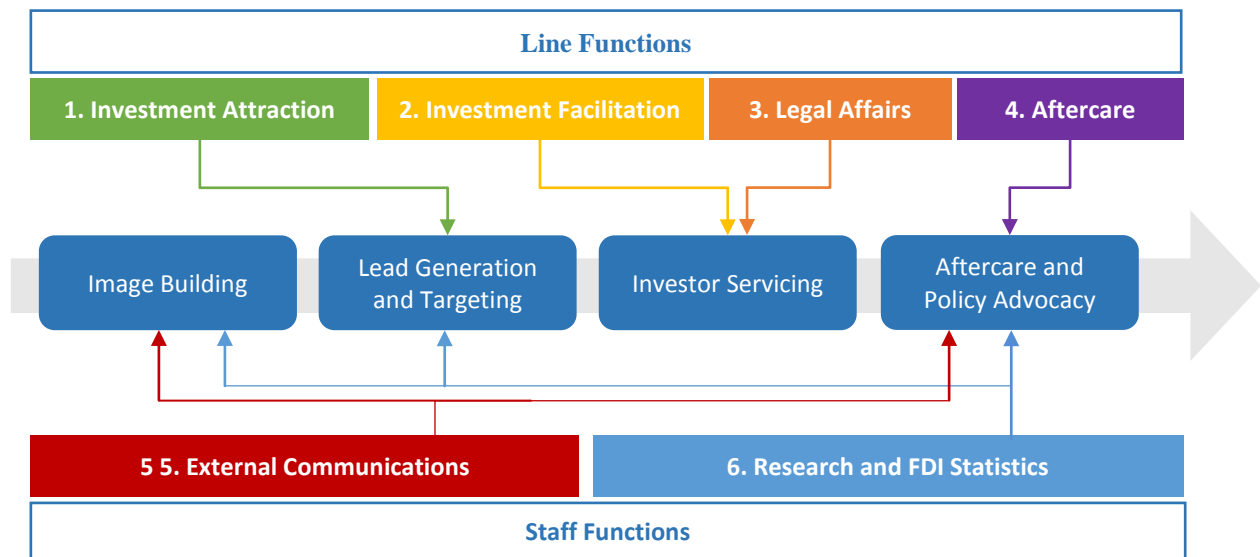 Line Functions
1. Investment Attraction
2. Investment Facilitation
3. Legal Affairs
4. Aftercare
Image Building
Lead Generation
and Targeting
Investor Servicing
Aftercare and
Policy Advocacy
5 5. External Communications
6. Research and FDI Statistics
Staff Functions